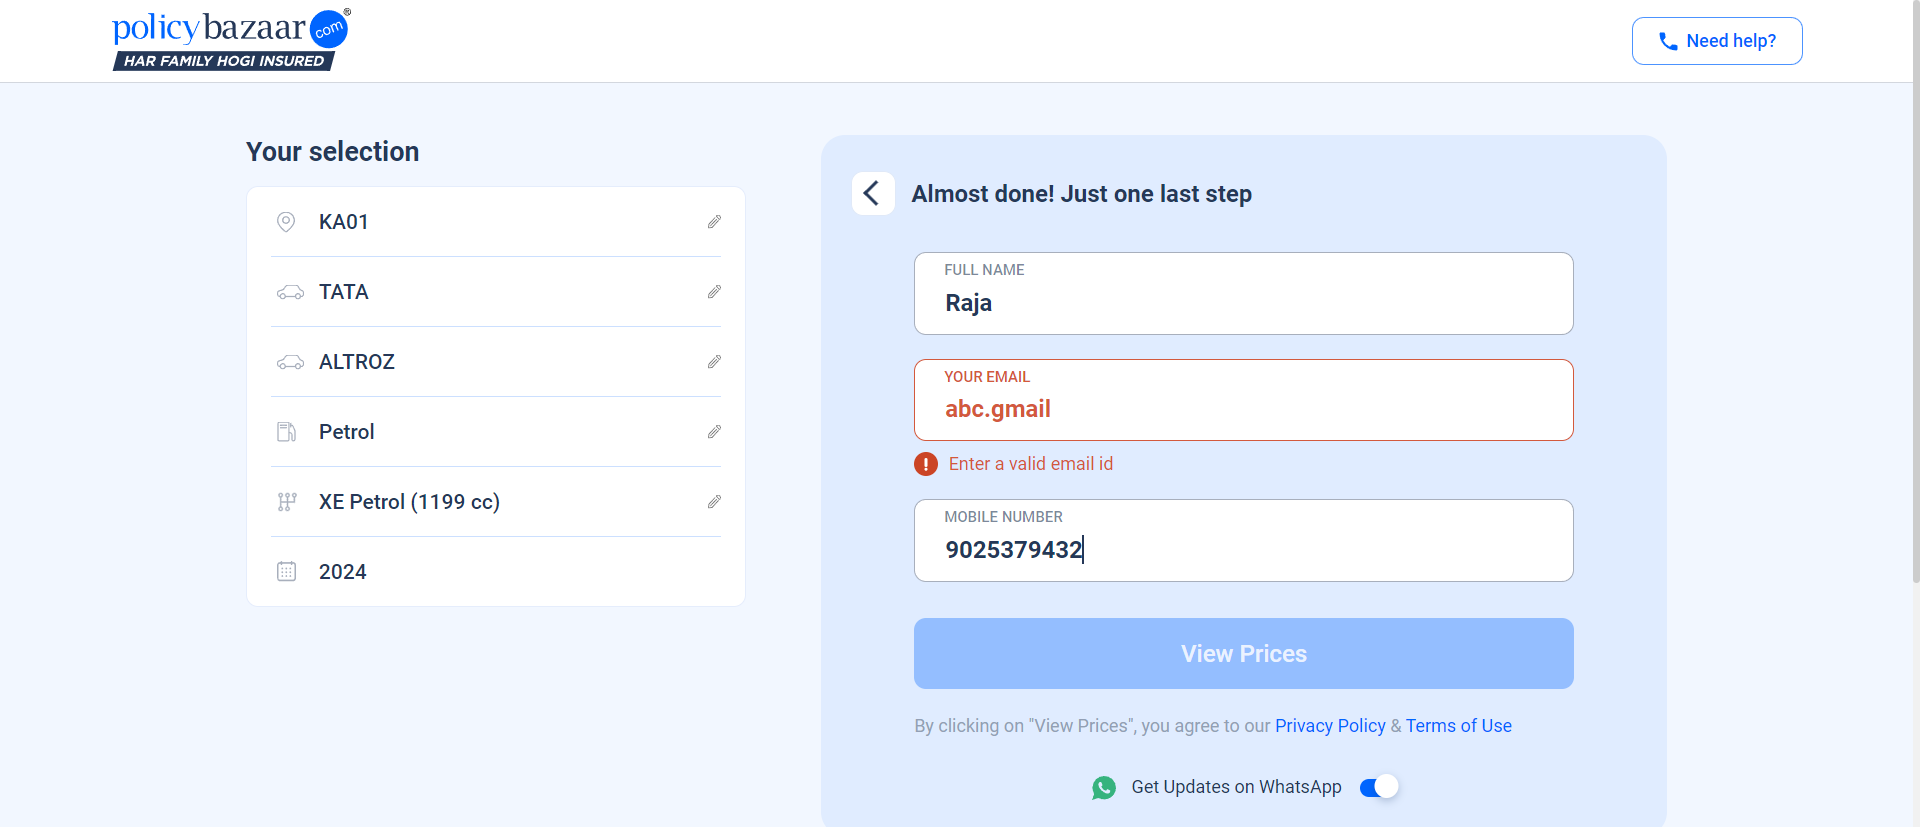 policybazaar.com®
HAR FAMILY HOGI INSURED
Need help?
Your selection
KA01
TATA
ALTROZ
Petrol
XE Petrol (1199 cc)
2024
Almost done! Just one last step
FULL NAME
Raja
YOUR EMAIL
abc.gmail
Enter a valid email id
MOBILE NUMBER
9025379432
View Prices
By clicking on "View Prices", you agree to our Privacy Policy & Terms of Use
Get Updates on WhatsApp